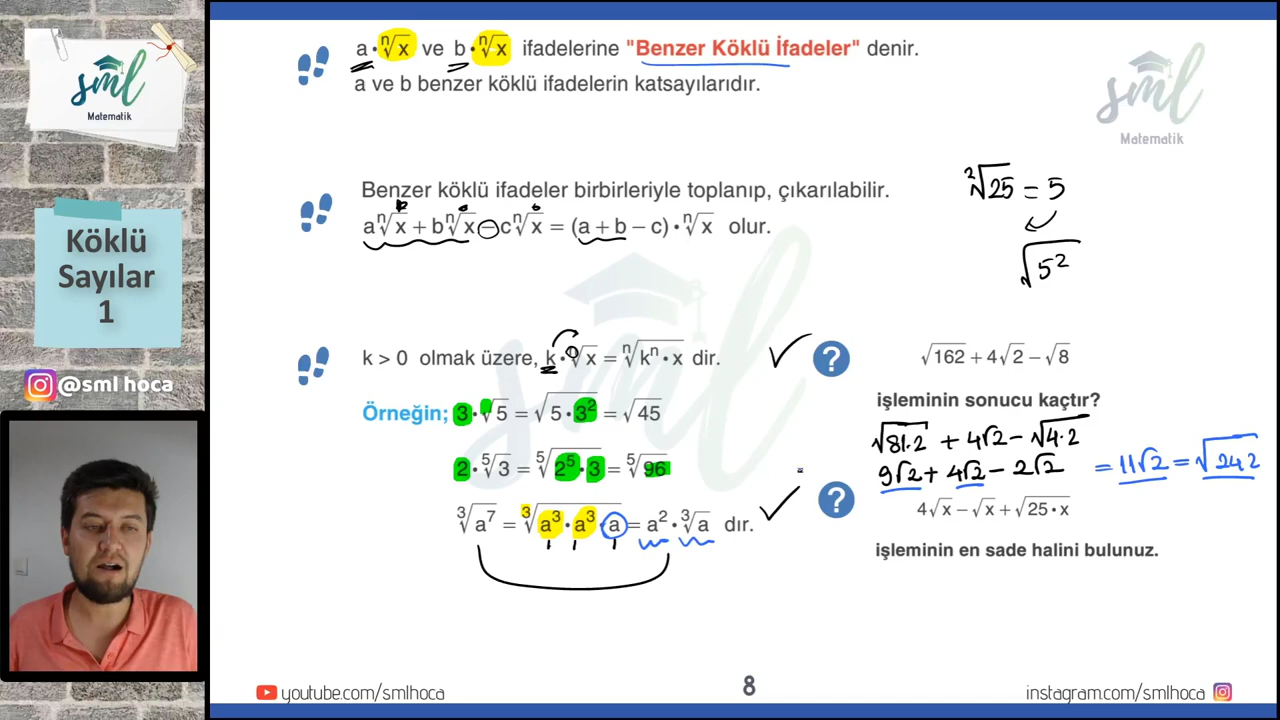 sml
Matematik
Köklü
Sayılar
1
@sml hoca
a·ⁿ√x ve b·ⁿ√x ifadelerine "Benzer Köklü İfadeler" denir.
a ve b benzer köklü ifadelerin katsayılarıdır.
sml
Matematik
Benzer köklü ifadeler birbirleriyle toplanıp, çıkarılabilir.
aⁿ√x + bⁿ√x − cⁿ√x = (a + b − c)·ⁿ√x olur.
²√25 = 5
√5²
k > 0 olmak üzere, k·ⁿ√x = ⁿ√(kⁿ·x) dir.
Örneğin; 3·√5 = √(5·3²) = √45
2·⁵√3 = ⁵√(2⁵·3) = ⁵√96
³√a⁷ = ³√(a³·a³·a) = a²·³√a dır.
sml
?
√162 + 4√2 − √8
işleminin sonucu kaçtır?
√81·2 + 4√2 − √4·2
9√2 + 4√2 − 2√2 = 11√2 = √242
?
4√x − √x + √25·x
işleminin en sade halini bulunuz.
youtube.com/smlhoca
8
instagram.com/smlhoca